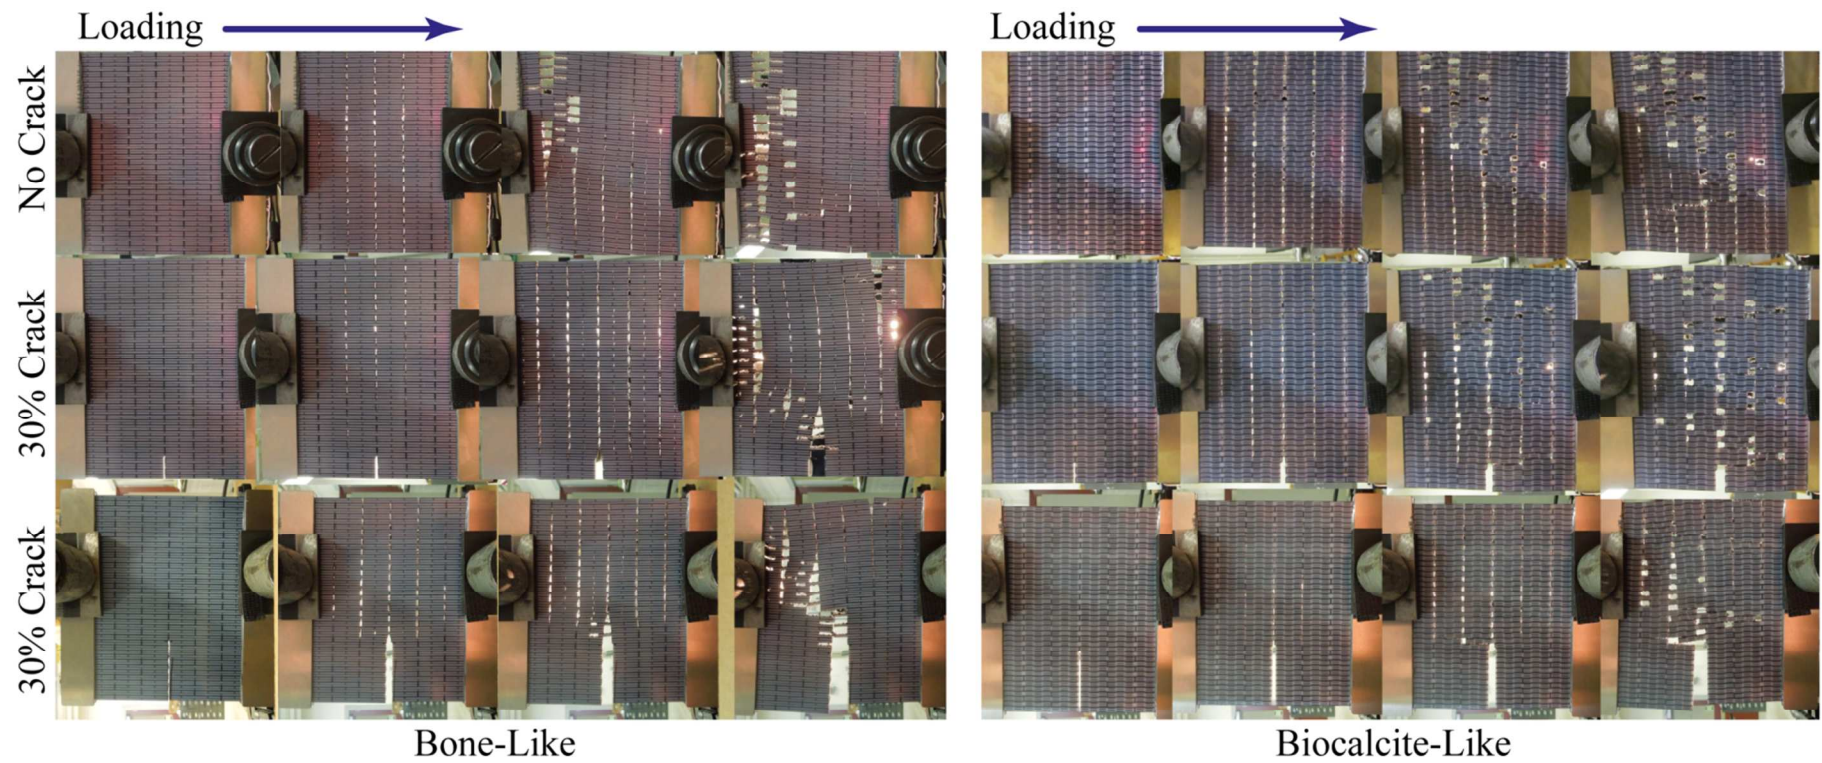 Loading
Loading
No Crack
30% Crack
30% Crack
Bone-Like
Biocalcite-Like